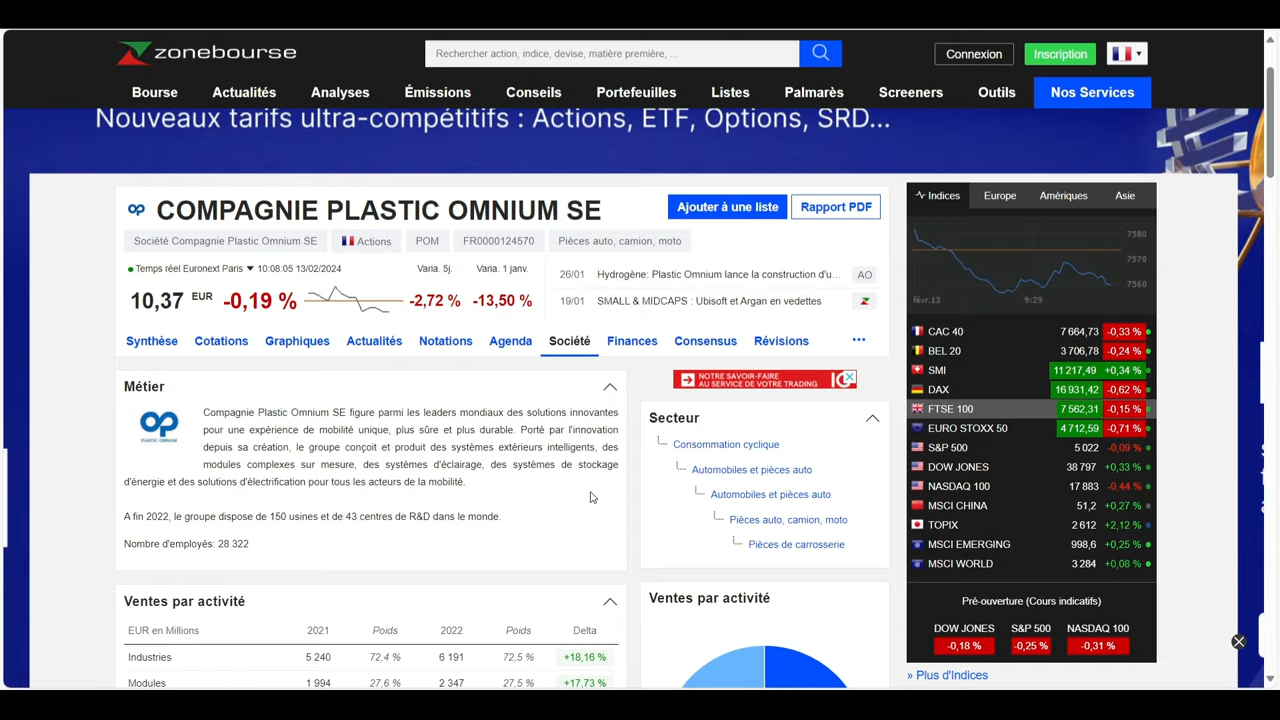 zonebourse
Rechercher action, indice, devise, matière première, ...
Connexion
Inscription
Bourse
Actualités
Analyses
Émissions
Conseils
Portefeuilles
Listes
Palmarès
Screeners
Outils
Nos Services
Nouveaux tarifs ultra-compétitifs : Actions, ETF, Options, SRD...
COMPAGNIE PLASTIC OMNIUM SE
Ajouter à une liste
Rapport PDF
Société Compagnie Plastic Omnium SE
Actions
POM
FR0000124570
Pièces auto, camion, moto
Temps réel Euronext Paris 10:08:05 13/02/2024
Varia. 5j.
Varia. 1 janv.
10,37 EUR
-0,19 %
-2,72 %
-13,50 %
26/01 Hydrogène: Plastic Omnium lance la construction d'u... AO
19/01 SMALL & MIDCAPS : Ubisoft et Argan en vedettes
Synthèse
Cotations
Graphiques
Actualités
Notations
Agenda
Société
Finances
Consensus
Révisions
...
Métier
OP
PLASTIC OMNIUM
Compagnie Plastic Omnium SE figure parmi les leaders mondiaux des solutions innovantes
pour une expérience de mobilité unique, plus sûre et plus durable. Porté par l'innovation
depuis sa création, le groupe conçoit et produit des systèmes extérieurs intelligents, des
modules complexes sur mesure, des systèmes d'éclairage, des systèmes de stockage
d'énergie et des solutions d'électrification pour tous les acteurs de la mobilité.
A fin 2022, le groupe dispose de 150 usines et de 43 centres de R&D dans le monde.
Nombre d'employés: 28 322
Ventes par activité
EUR en Millions 2021 Poids 2022 Poids Delta
Industries 5 240 72,4 % 6 191 72,5 % +18,16 %
Modules 1 994 27,6 % 2 347 27,5 % +17,73 %
NOTRE SAVOIR-FAIRE
AU SERVICE DE VOTRE TRADING
IG
Secteur
Consommation cyclique
Automobiles et pièces auto
Automobiles et pièces auto
Pièces auto, camion, moto
Pièces de carrosserie
Ventes par activité
Indices
Europe
Amériques
Asie
7580
7570
7560
févr.13
9:29
CAC 40 7 664,73 -0,33 %
BEL 20 3 706,78 -0,24 %
SMI 11 217,49 +0,34 %
DAX 16 931,42 -0,62 %
FTSE 100 7 562,31 -0,15 %
EURO STOXX 50 4 712,59 -0,71 %
S&P 500 5 022 -0,09 %
DOW JONES 38 797 +0,33 %
NASDAQ 100 17 883 -0,44 %
MSCI CHINA 51,2 +0,27 %
TOPIX 2 612 +2,12 %
MSCI EMERGING 998,6 +0,25 %
MSCI WORLD 3 284 +0,08 %
Pré-ouverture (Cours indicatifs)
DOW JONES S&P 500 NASDAQ 100
-0,18 % -0,25 % -0,31 %
» Plus d'Indices